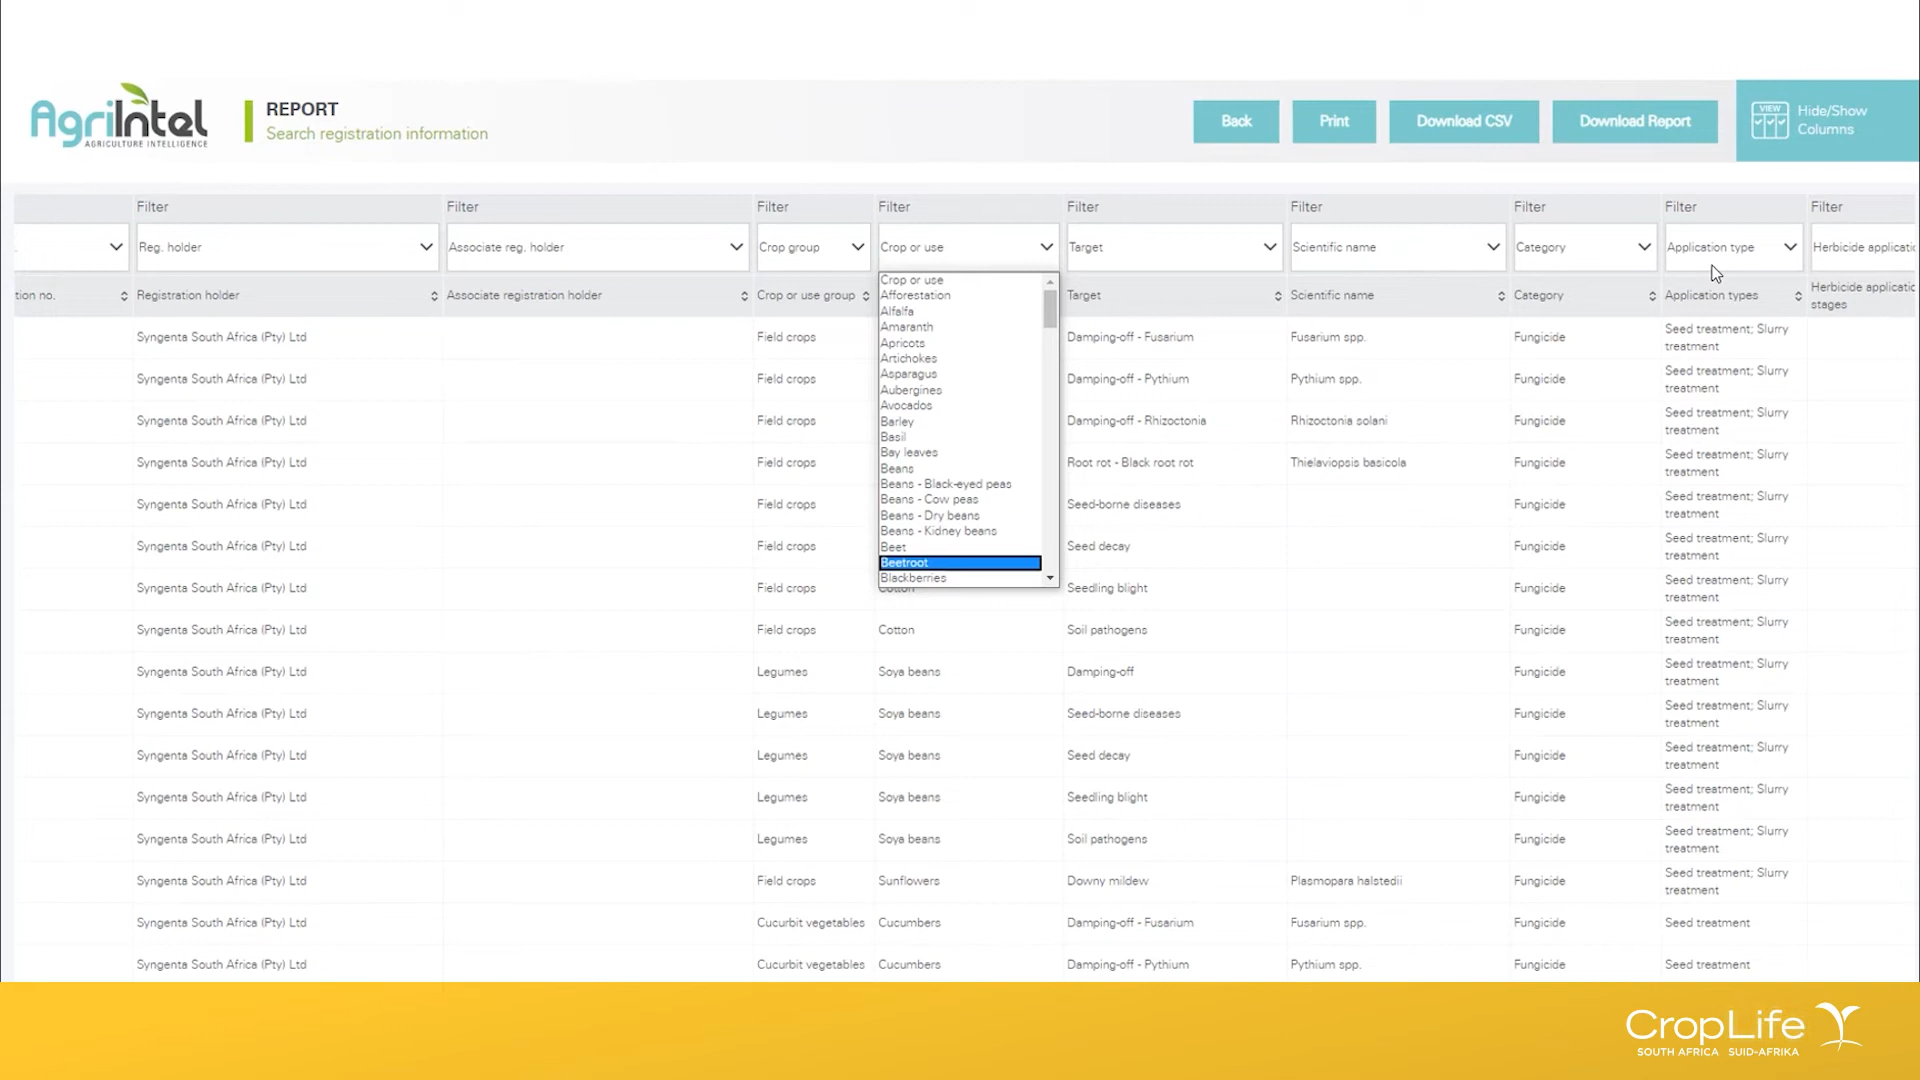 AgriIntel
AGRICULTURE INTELLIGENCE
REPORT
Search registration information
Back
Print
Download CSV
Download Report
VIEW
Hide/Show
Columns
Filter Filter Filter Filter Filter Filter Filter Filter Filter
Reg. holder Associate reg. holder Crop group Crop or use Target Scientific name Category Application type Herbicide applicatic
tion no. Registration holder Associate registration holder Crop or use group Target Scientific name Category Application types Herbicide applicatic
stages
Crop or use
Afforestation
Alfalfa
Amaranth
Apricots
Artichokes
Asparagus
Aubergines
Avocados
Barley
Basil
Bay leaves
Beans
Beans - Black-eyed peas
Beans - Cow peas
Beans - Dry beans
Beans - Kidney beans
Beet
Beetroot
Blackberries
Syngenta South Africa (Pty) Ltd Field crops Damping-off - Fusarium Fusarium spp. Fungicide Seed treatment; Slurry
treatment
Syngenta South Africa (Pty) Ltd Field crops Damping-off - Pythium Pythium spp. Fungicide Seed treatment; Slurry
treatment
Syngenta South Africa (Pty) Ltd Field crops Damping-off - Rhizoctonia Rhizoctonia solani Fungicide Seed treatment; Slurry
treatment
Syngenta South Africa (Pty) Ltd Field crops Root rot - Black root rot Thielaviopsis basicola Fungicide Seed treatment; Slurry
treatment
Syngenta South Africa (Pty) Ltd Field crops Seed-borne diseases Fungicide Seed treatment; Slurry
treatment
Syngenta South Africa (Pty) Ltd Field crops Seed decay Fungicide Seed treatment; Slurry
treatment
Syngenta South Africa (Pty) Ltd Field crops Cotton Seedling blight Fungicide Seed treatment; Slurry
treatment
Syngenta South Africa (Pty) Ltd Field crops Cotton Soil pathogens Fungicide Seed treatment; Slurry
treatment
Syngenta South Africa (Pty) Ltd Legumes Soya beans Damping-off Fungicide Seed treatment; Slurry
treatment
Syngenta South Africa (Pty) Ltd Legumes Soya beans Seed-borne diseases Fungicide Seed treatment; Slurry
treatment
Syngenta South Africa (Pty) Ltd Legumes Soya beans Seed decay Fungicide Seed treatment; Slurry
treatment
Syngenta South Africa (Pty) Ltd Legumes Soya beans Seedling blight Fungicide Seed treatment; Slurry
treatment
Syngenta South Africa (Pty) Ltd Legumes Soya beans Soil pathogens Fungicide Seed treatment; Slurry
treatment
Syngenta South Africa (Pty) Ltd Field crops Sunflowers Downy mildew Plasmopara halstedii Fungicide Seed treatment; Slurry
treatment
Syngenta South Africa (Pty) Ltd Cucurbit vegetables Cucumbers Damping-off - Fusarium Fusarium spp. Fungicide Seed treatment
Syngenta South Africa (Pty) Ltd Cucurbit vegetables Cucumbers Damping-off - Pythium Pythium spp. Fungicide Seed treatment
CropLife
SOUTH AFRICA SUID-AFRIKA